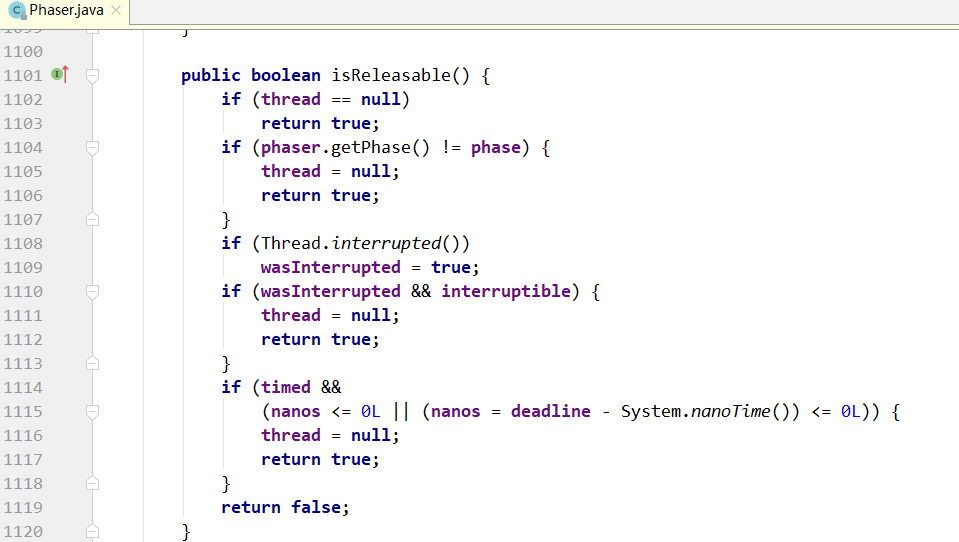 Phaser.java
1099 }
1100
1101 public boolean isReleasable() {
1102 if (thread == null)
1103 return true;
1104 if (phaser.getPhase() != phase) {
1105 thread = null;
1106 return true;
1107 }
1108 if (Thread.interrupted())
1109 wasInterrupted = true;
1110 if (wasInterrupted && interruptible) {
1111 thread = null;
1112 return true;
1113 }
1114 if (timed &&
1115 (nanos <= 0L || (nanos = deadline - System.nanoTime()) <= 0L)) {
1116 thread = null;
1117 return true;
1118 }
1119 return false;
1120 }